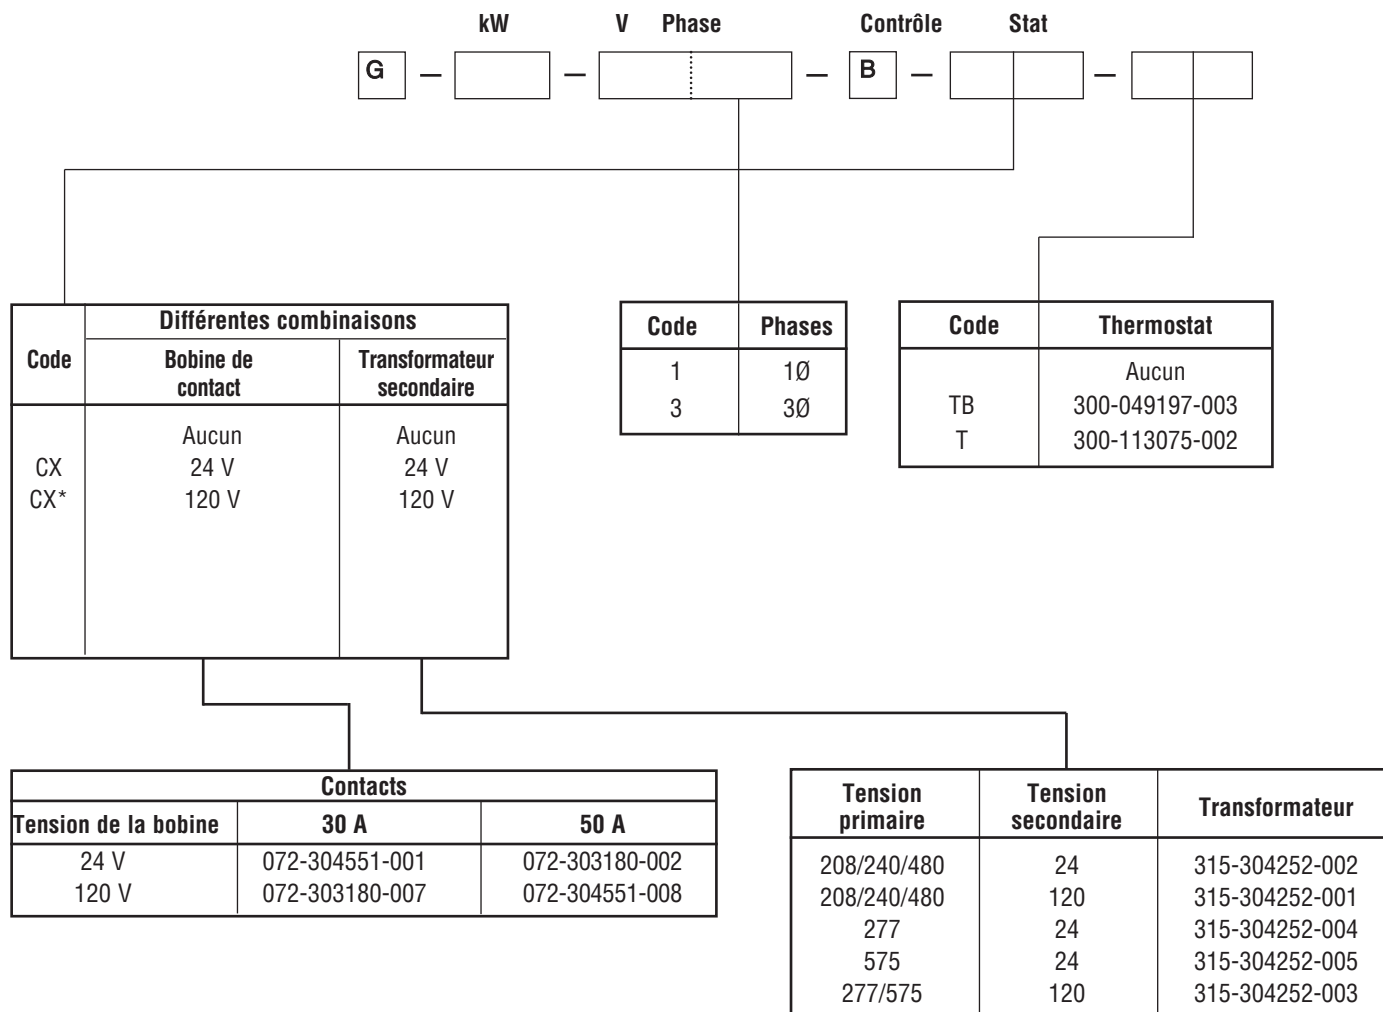 kW V Phase Contrôle Stat
G — — — B — —
Différentes combinaisons
Code Bobine de contact Transformateur secondaire
Aucun Aucun
CX 24 V 24 V
CX* 120 V 120 V
Code Phases
1 1Ø
3 3Ø
Code Thermostat
Aucun
TB 300-049197-003
T 300-113075-002
Contacts
Tension de la bobine 30 A 50 A
24 V 072-304551-001 072-303180-002
120 V 072-303180-007 072-304551-008
Tension primaire Tension secondaire Transformateur
208/240/480 24 315-304252-002
208/240/480 120 315-304252-001
277 24 315-304252-004
575 24 315-304252-005
277/575 120 315-304252-003